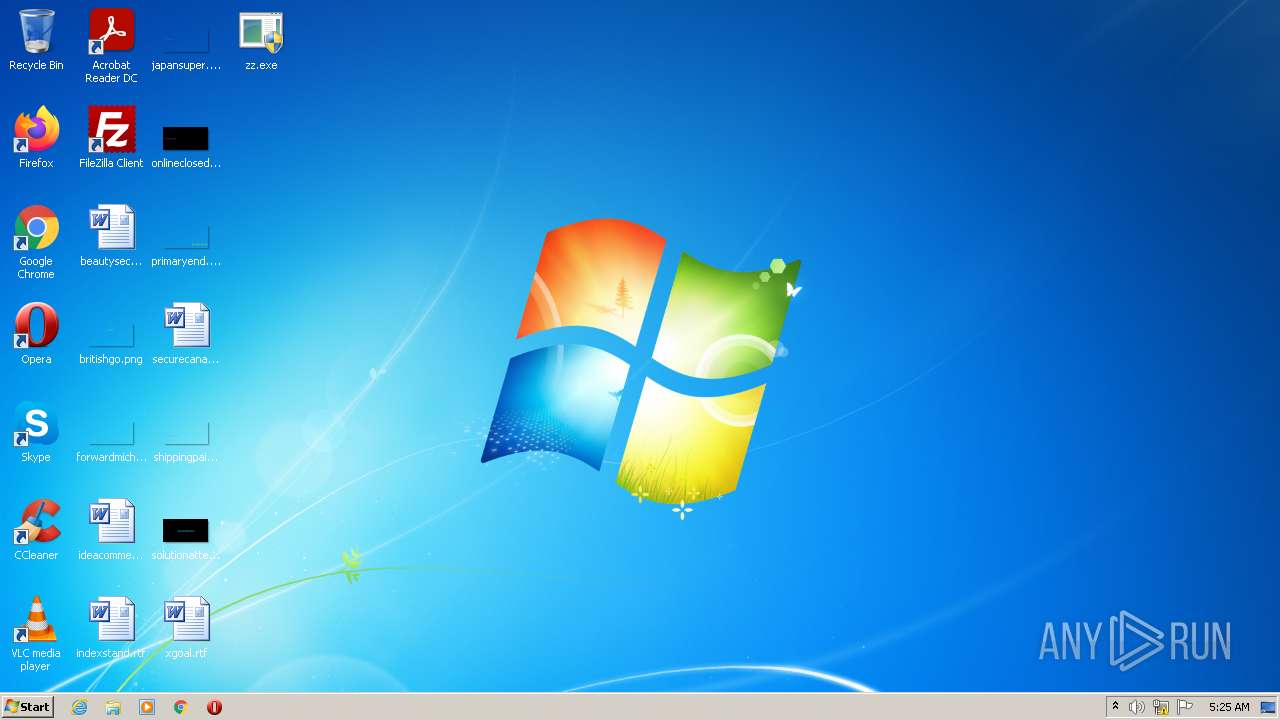 Recycle Bin
Acrobat
Reader DC
japansuper....
zz.exe
Firefox
FileZilla Client
onlineclosed...
Google
Chrome
beautysec...
primaryend....
Opera
britishgo.png
securecana...
Skype
forwardmich...
shippingpai...
CCleaner
ideacomme...
solutionatte...
VLC media
player
indexstand.rtf
xgoal.rtf
ANY RUN
Start
5:25 AM